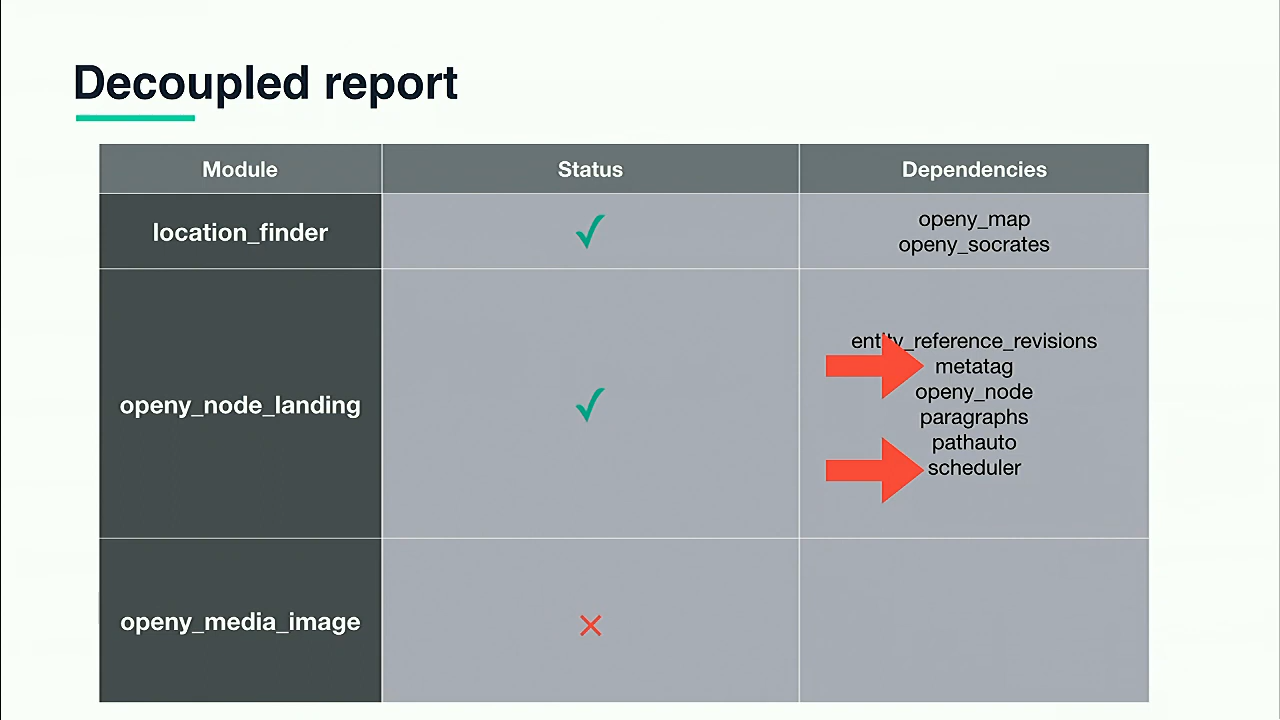 Decoupled report
Module
Status
Dependencies
location_finder
openy_map
openy_socrates
openy_node_landing
entity_reference_revisions
metatag
openy_node
paragraphs
pathauto
scheduler
openy_media_image